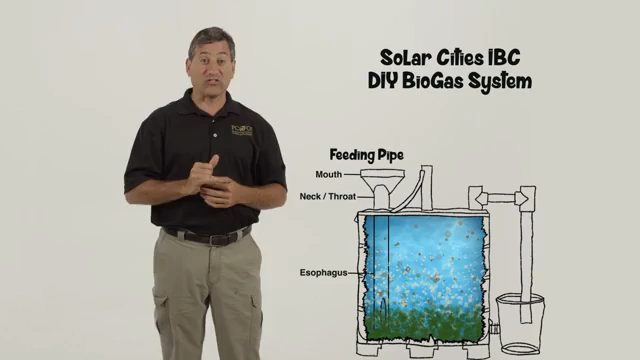 Solar Cities IBC
DIY BioGas System
Feeding Pipe
Mouth
Neck / Throat
Esophagus